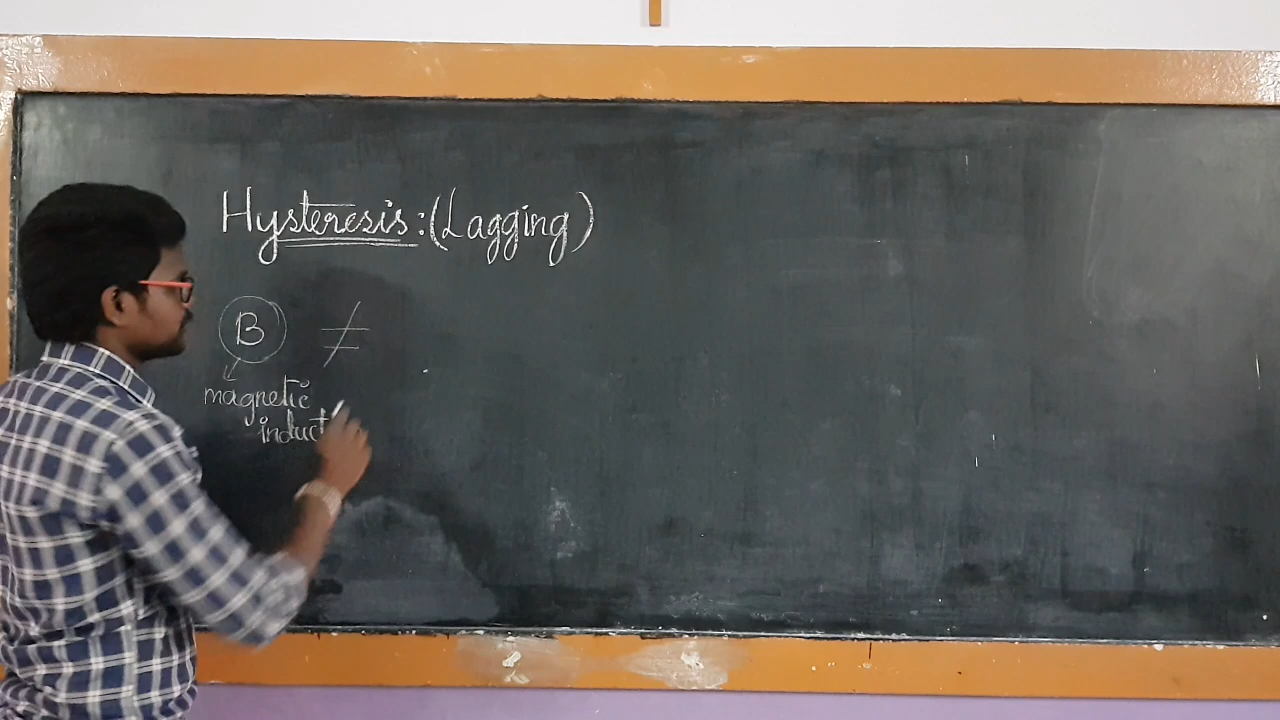 Hysteresis : (Lagging)
B ≠
magnetic
induct